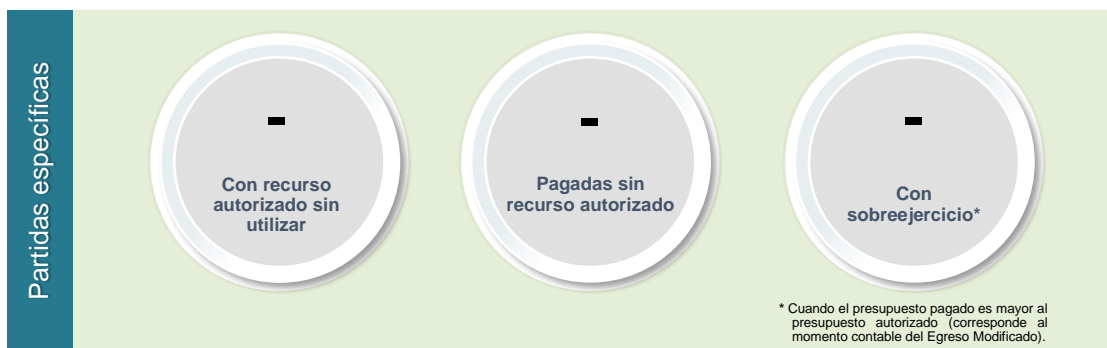 Partidas específicas
-
Con recurso
autorizado sin
utilizar
-
Pagadas sin
recurso autorizado
-
Con
sobreejercicio*
* Cuando el presupuesto pagado es mayor al
presupuesto autorizado (corresponde al
momento contable del Egreso Modificado).